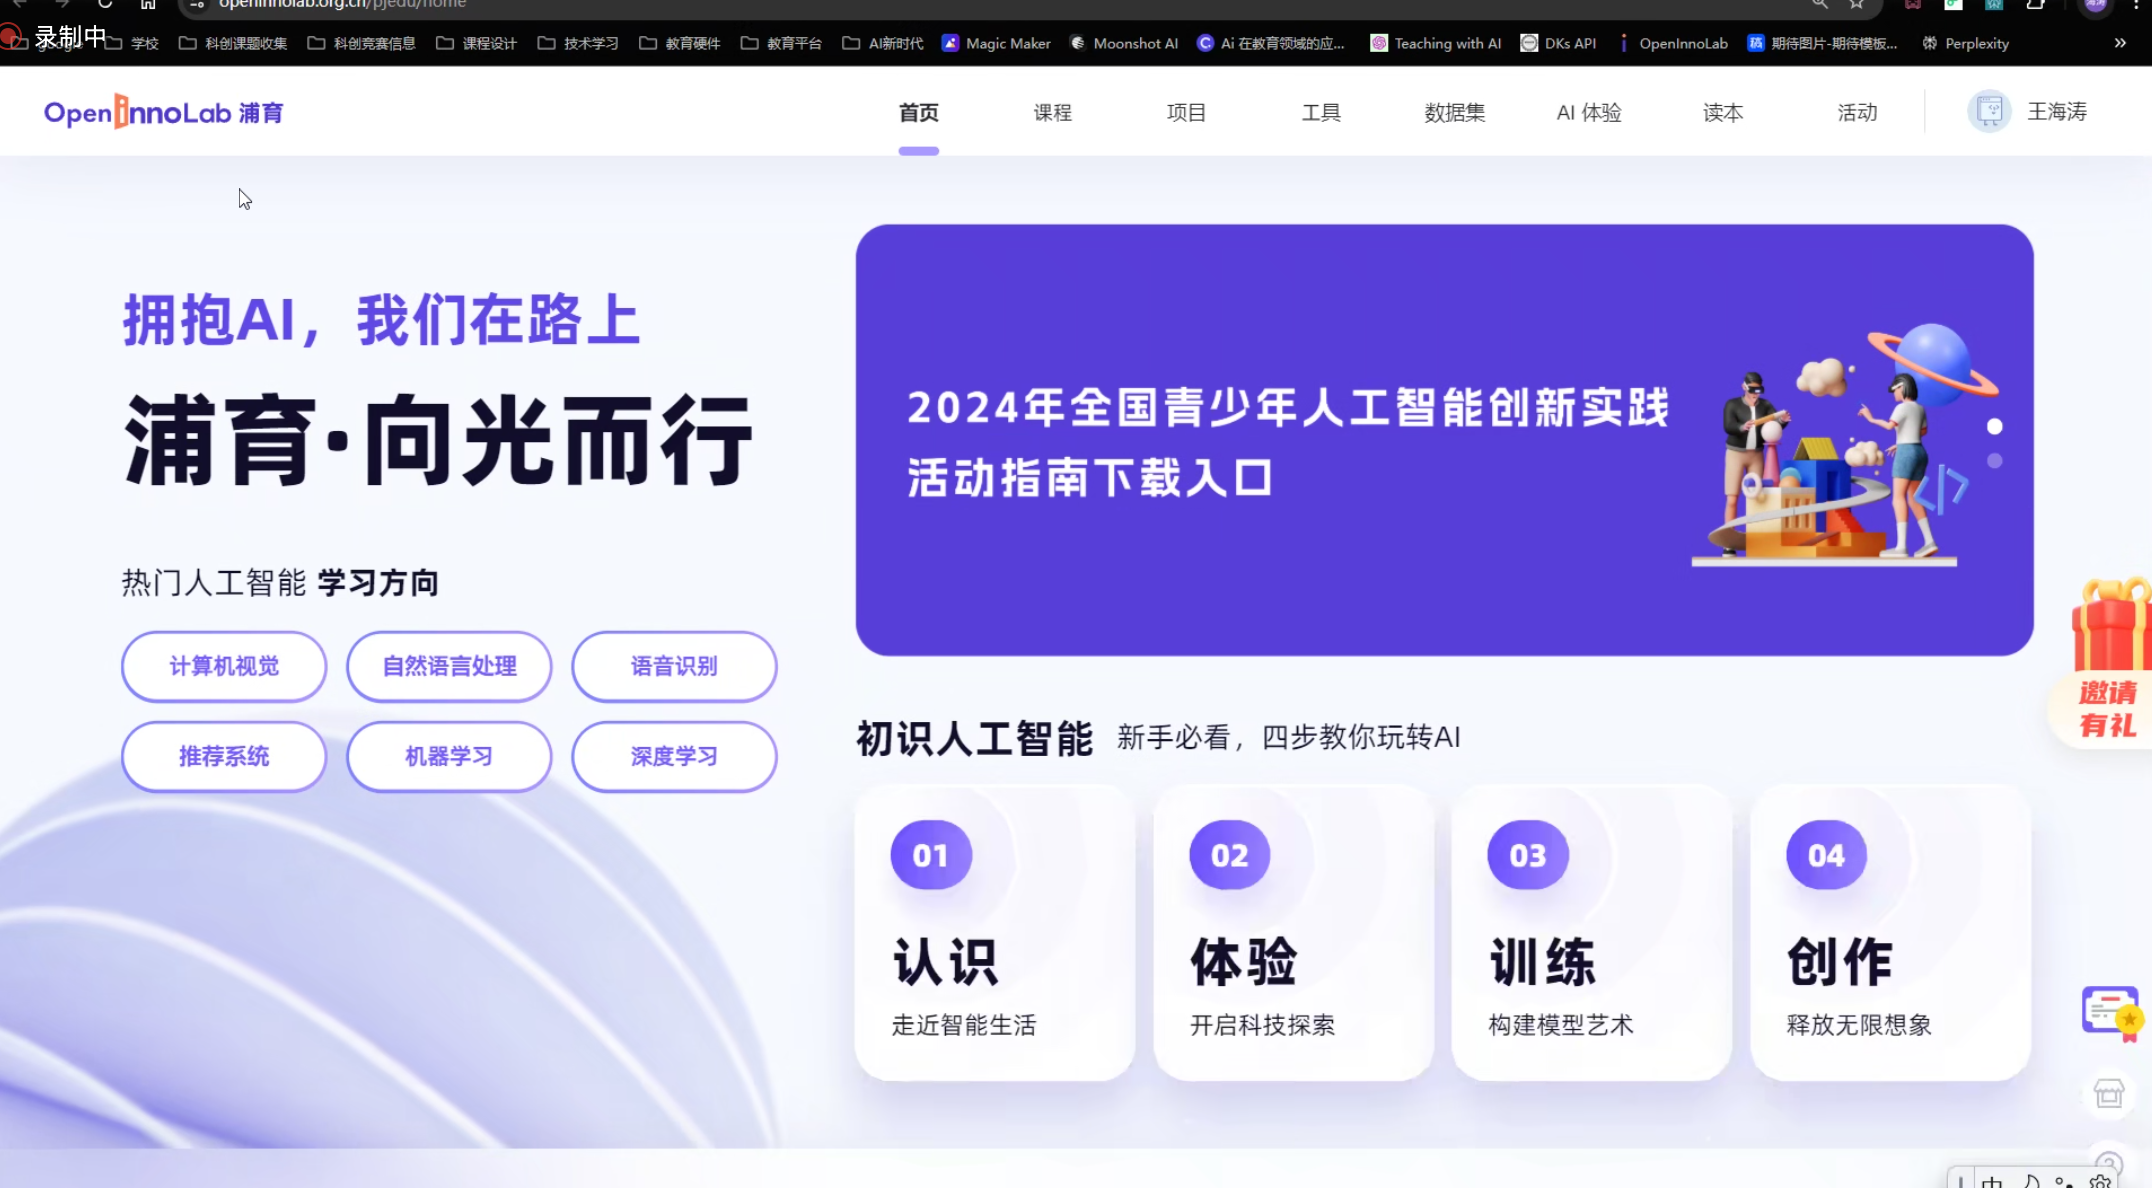 openinnolab.org.cn/pjedu/home
录制中
学校
科创课题收集
科创竞赛信息
课程设计
技术学习
教育硬件
教育平台
AI新时代
Magic Maker
Moonshot AI
Ai 在教育领域的应...
Teaching with AI
DKs API
OpenInnoLab
期待图片-期待模板...
Perplexity
OpenInnoLab 浦育
首页
课程
项目
工具
数据集
AI 体验
读本
活动
王海涛
拥抱AI，我们在路上
浦育·向光而行
热门人工智能 学习方向
计算机视觉
自然语言处理
语音识别
推荐系统
机器学习
深度学习
2024年全国青少年人工智能创新实践
活动指南下载入口
邀请
有礼
初识人工智能 新手必看，四步教你玩转AI
01
认识
走近智能生活
02
体验
开启科技探索
03
训练
构建模型艺术
04
创作
释放无限想象
中